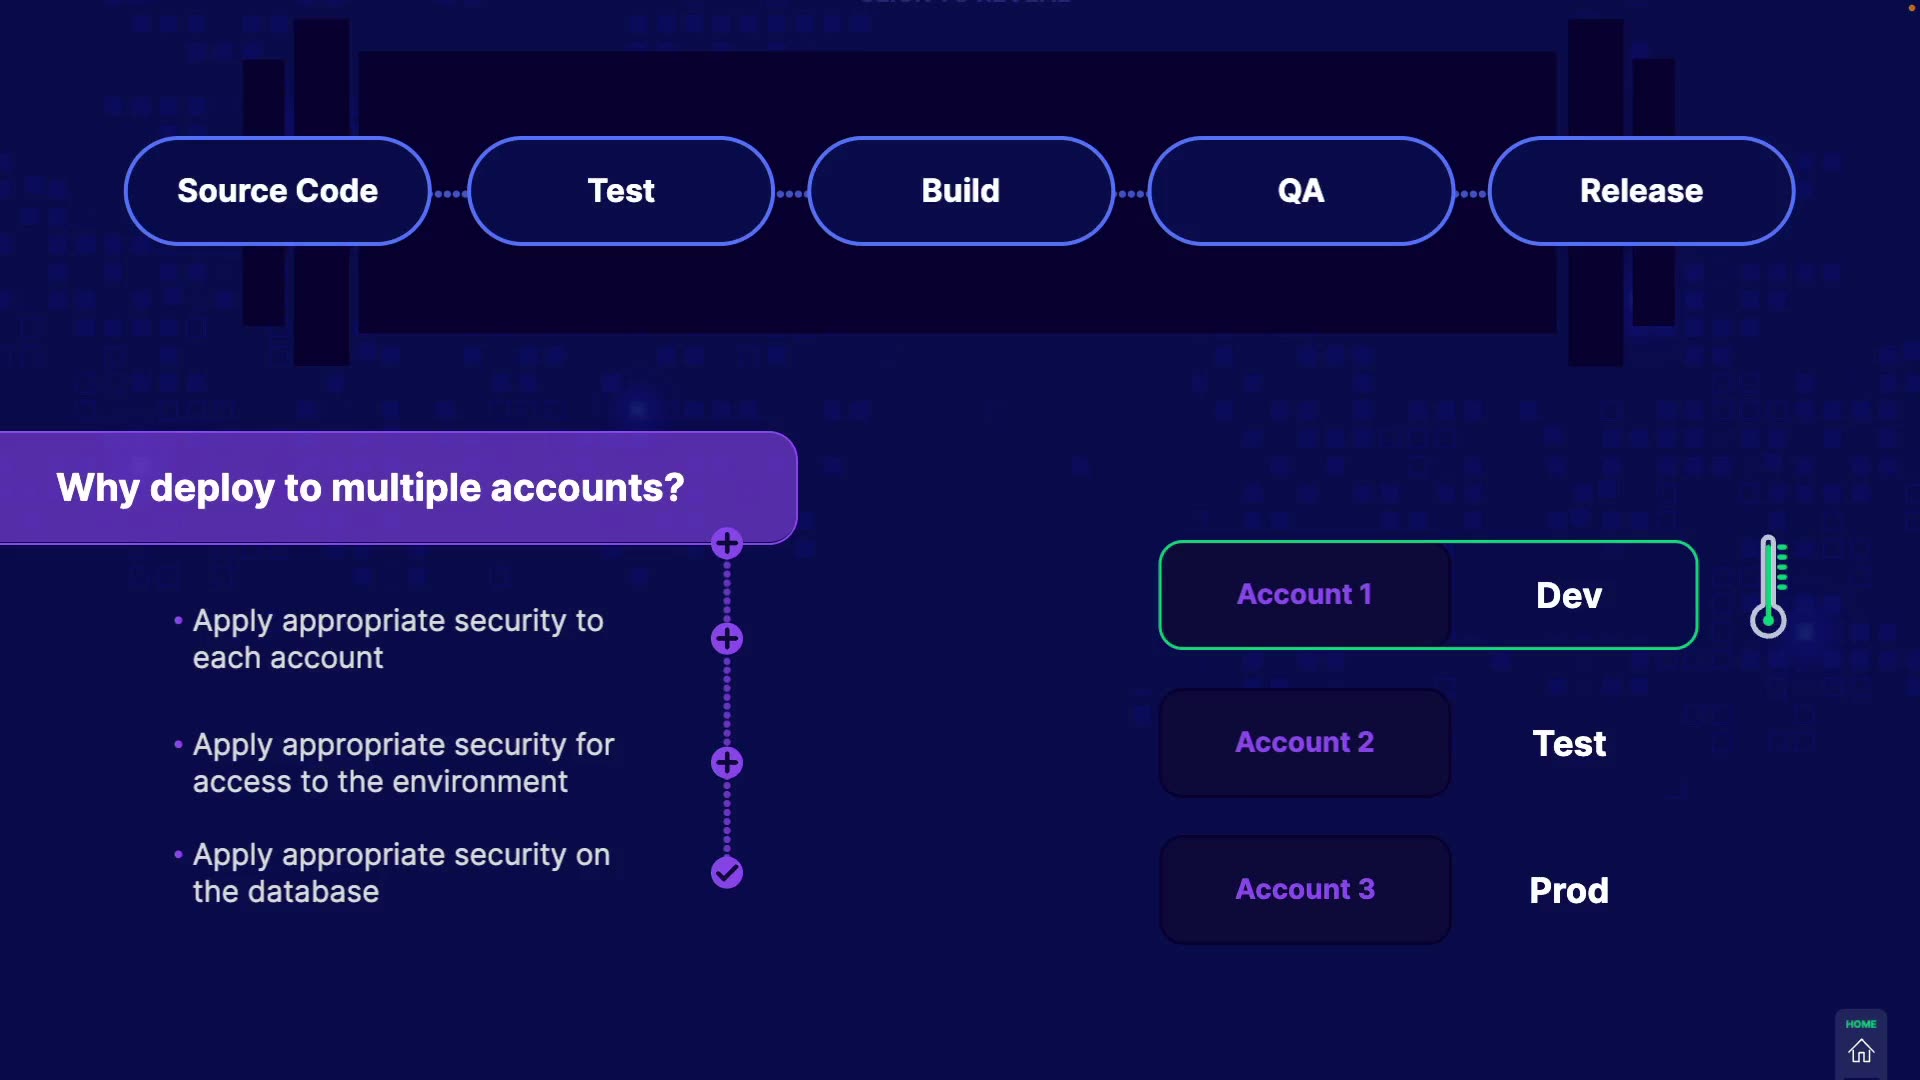 Source Code
Test
Build
QA
Release
Why deploy to multiple accounts?
• Apply appropriate security to
each account
• Apply appropriate security for
access to the environment
• Apply appropriate security on
the database
Account 1
Dev
Account 2
Test
Account 3
Prod
HOME